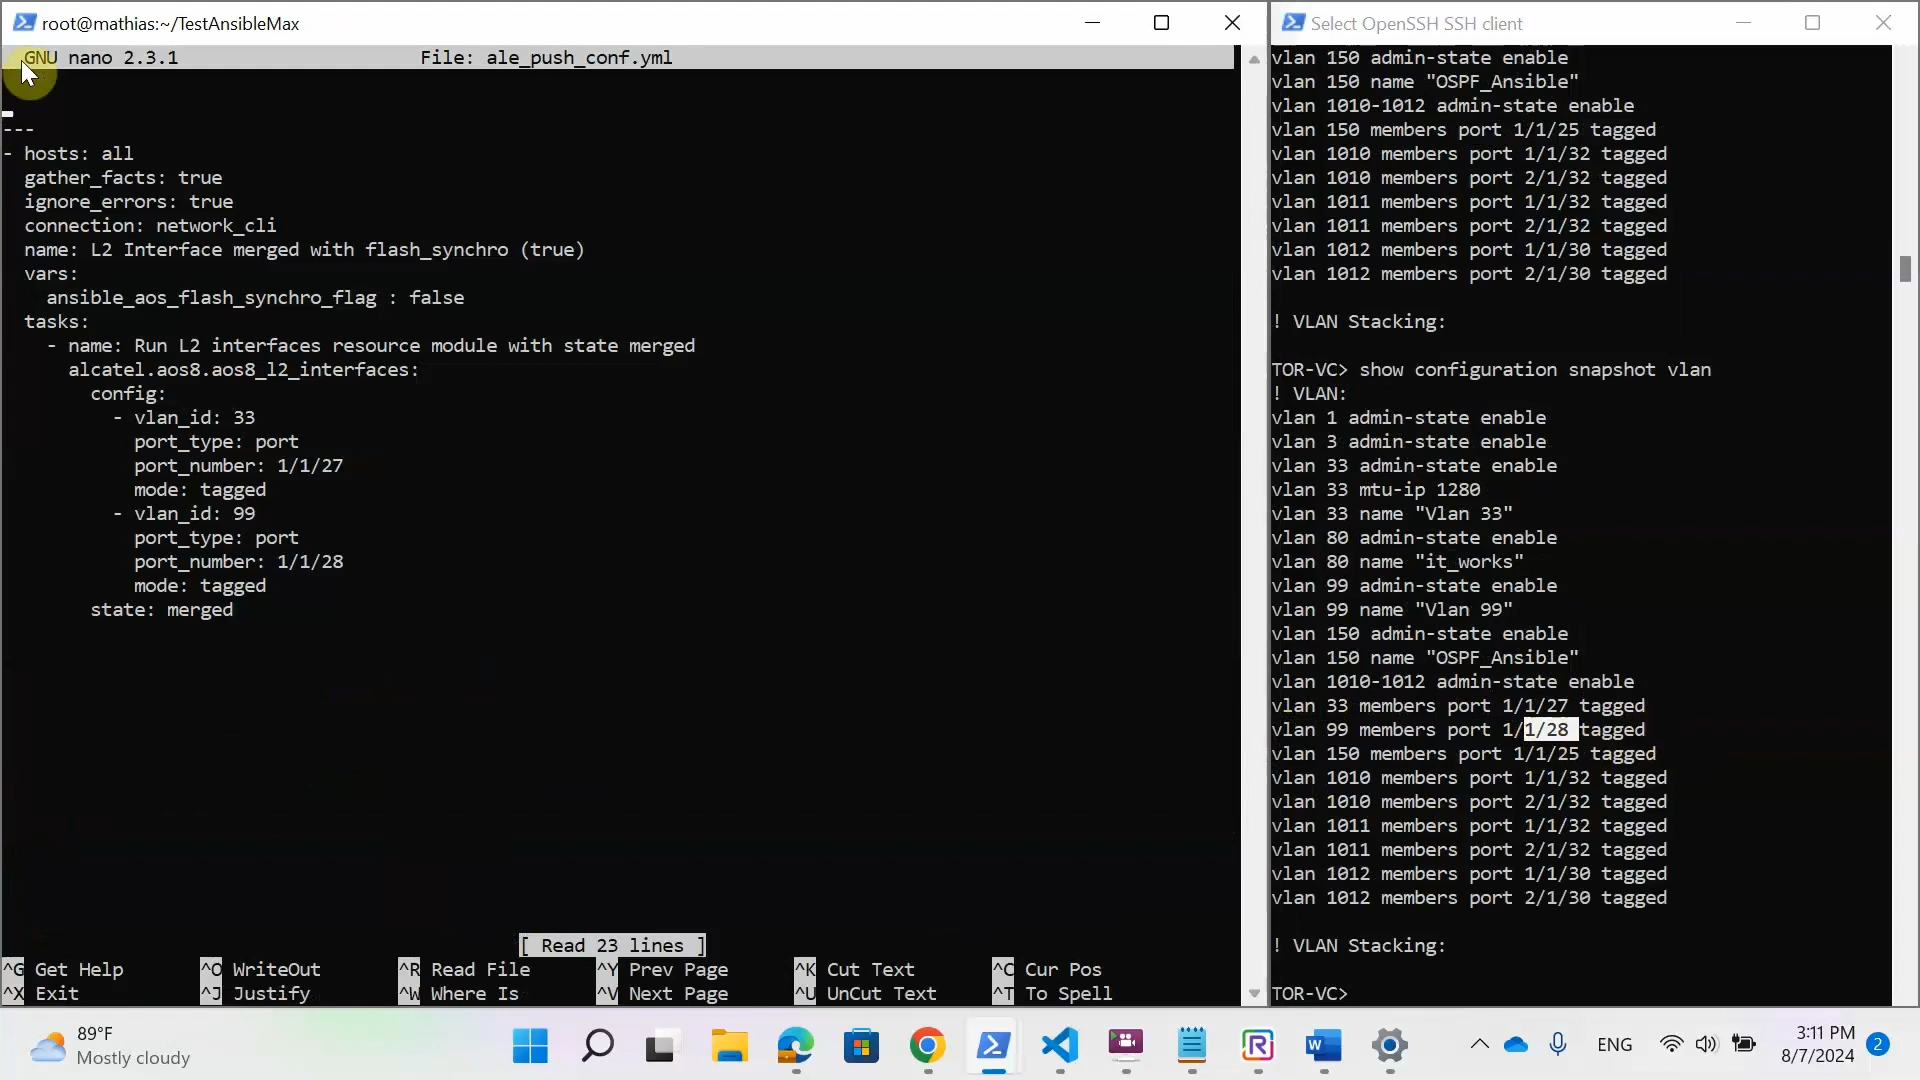 root@mathias:~/TestAnsibleMax
GNU nano 2.3.1
File: ale_push_conf.yml
---
- hosts: all
gather_facts: true
ignore_errors: true
connection: network_cli
name: L2 Interface merged with flash_synchro (true)
vars:
ansible_aos_flash_synchro_flag : false
tasks:
- name: Run L2 interfaces resource module with state merged
alcatel.aos8.aos8_l2_interfaces:
config:
- vlan_id: 33
port_type: port
port_number: 1/1/27
mode: tagged
- vlan_id: 99
port_type: port
port_number: 1/1/28
mode: tagged
state: merged
[ Read 23 lines ]
^G Get Help ^O WriteOut ^R Read File ^Y Prev Page ^K Cut Text ^C Cur Pos
^X Exit ^J Justify ^W Where Is ^V Next Page ^U UnCut Text ^T To Spell
Select OpenSSH SSH client
vlan 150 admin-state enable
vlan 150 name "OSPF_Ansible"
vlan 1010-1012 admin-state enable
vlan 150 members port 1/1/25 tagged
vlan 1010 members port 1/1/32 tagged
vlan 1010 members port 2/1/32 tagged
vlan 1011 members port 1/1/32 tagged
vlan 1011 members port 2/1/32 tagged
vlan 1012 members port 1/1/30 tagged
vlan 1012 members port 2/1/30 tagged
! VLAN Stacking:
TOR-VC> show configuration snapshot vlan
! VLAN:
vlan 1 admin-state enable
vlan 3 admin-state enable
vlan 33 admin-state enable
vlan 33 mtu-ip 1280
vlan 33 name "Vlan 33"
vlan 80 admin-state enable
vlan 80 name "it_works"
vlan 99 admin-state enable
vlan 99 name "Vlan 99"
vlan 150 admin-state enable
vlan 150 name "OSPF_Ansible"
vlan 1010-1012 admin-state enable
vlan 33 members port 1/1/27 tagged
vlan 99 members port 1/1/28 tagged
vlan 150 members port 1/1/25 tagged
vlan 1010 members port 1/1/32 tagged
vlan 1010 members port 2/1/32 tagged
vlan 1011 members port 1/1/32 tagged
vlan 1011 members port 2/1/32 tagged
vlan 1012 members port 1/1/30 tagged
vlan 1012 members port 2/1/30 tagged
! VLAN Stacking:
TOR-VC>
89°F
Mostly cloudy
ENG
3:11 PM
8/7/2024
2